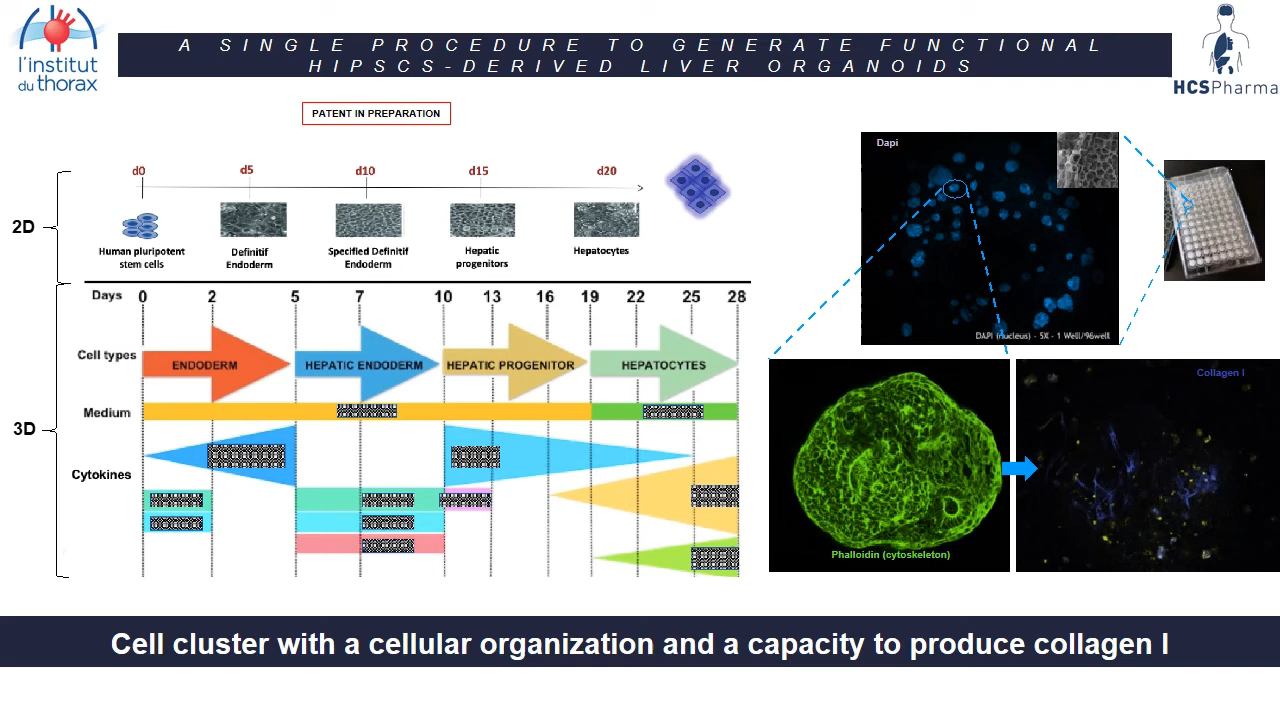 l'institut
du thorax
A SINGLE PROCEDURE TO GENERATE FUNCTIONAL
HIPSCS-DERIVED LIVER ORGANOIDS
HCSPharma
PATENT IN PREPARATION
2D
d0 d5 d10 d15 d20
Human pluripotent
stem cells
Definitif
Endoderm
Specified Definitif
Endoderm
Hepatic
progenitors
Hepatocytes
3D
Days 0 2 5 7 10 13 16 19 22 25 28
Cell types
ENDODERM
HEPATIC ENDODERM
HEPATIC PROGENITOR
HEPATOCYTES
Medium
Cytokines
Dapi
DAPI (nucleus) - 5X - 1 Well/96well
Phalloidin (cytoskeleton)
Collagen I
Cell cluster with a cellular organization and a capacity to produce collagen I